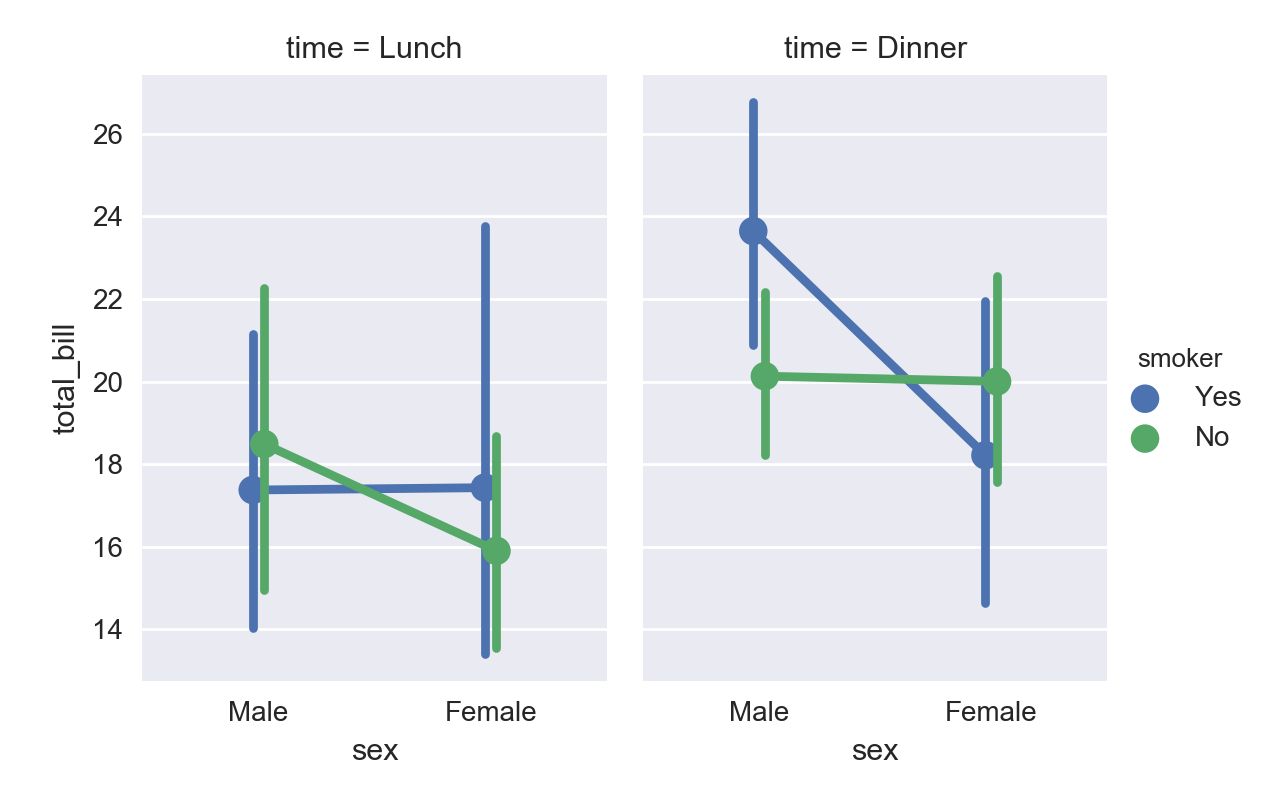 time = Lunch
time = Dinner
26
24
22
20
18
16
14
total_bill
Male
Female
Male
Female
sex
sex
smoker
Yes
No